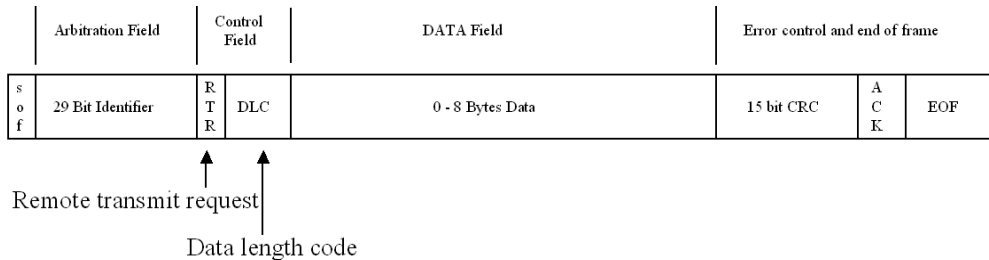 Arbitration Field
Control
Field
DATA Field
Error control and end of frame
s
o
f
29 Bit Identifier
R
T
R
DLC
0 - 8 Bytes Data
15 bit CRC
A
C
K
EOF
Remote transmit request
Data length code